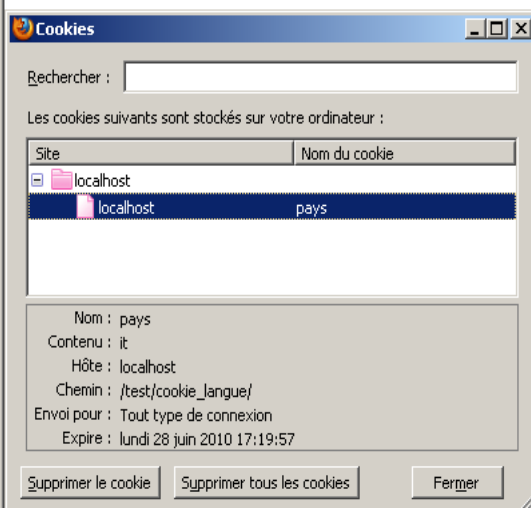 Cookies
Rechercher :
Les cookies suivants sont stockés sur votre ordinateur :
Site Nom du cookie
localhost
localhost pays
Nom : pays
Contenu : it
Hôte : localhost
Chemin : /test/cookie_langue/
Envoi pour : Tout type de connexion
Expire : lundi 28 juin 2010 17:19:57
Supprimer le cookie Supprimer tous les cookies Fermer